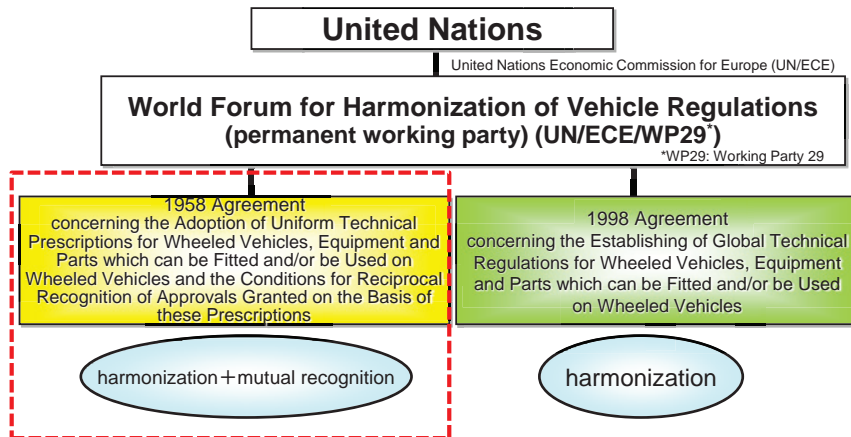 United Nations
United Nations Economic Commission for Europe (UN/ECE)
World Forum for Harmonization of Vehicle Regulations
(permanent working party) (UN/ECE/WP29*)
*WP29: Working Party 29
1958 Agreement
concerning the Adoption of Uniform Technical
Prescriptions for Wheeled Vehicles, Equipment and
Parts which can be Fitted and/or be Used on
Wheeled Vehicles and the Conditions for Reciprocal
Recognition of Approvals Granted on the Basis of
these Prescriptions
harmonization+mutual recognition
1998 Agreement
concerning the Establishing of Global Technical
Regulations for Wheeled Vehicles, Equipment
and Parts which can be Fitted and/or be Used
on Wheeled Vehicles
harmonization